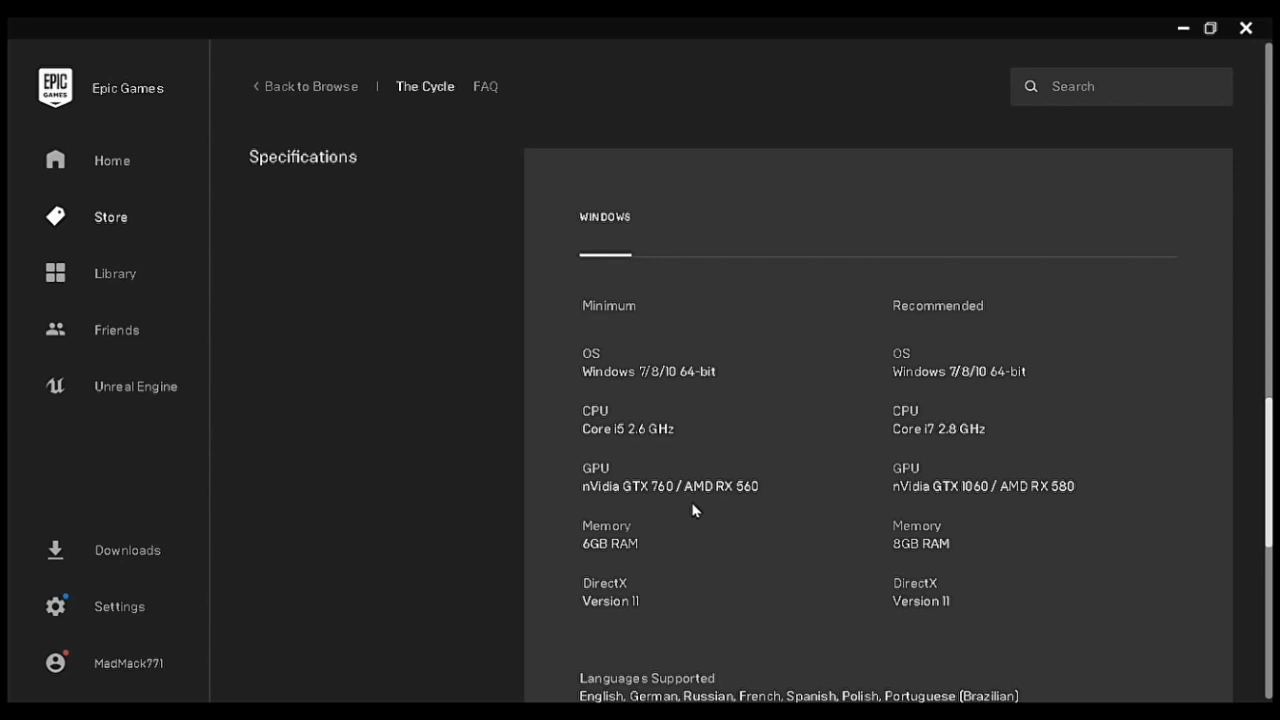 EPIC GAMES
Epic Games
Back to Browse | The Cycle FAQ
Search
Home
Store
Library
Friends
Unreal Engine
Downloads
Settings
MadMack771
Specifications
WINDOWS
Minimum
Recommended
OS
Windows 7/8/10 64-bit
OS
Windows 7/8/10 64-bit
CPU
Core i5 2.6 GHz
CPU
Core i7 2.8 GHz
GPU
nVidia GTX 760 / AMD RX 560
GPU
nVidia GTX 1060 / AMD RX 580
Memory
6GB RAM
Memory
8GB RAM
DirectX
Version 11
DirectX
Version 11
Languages Supported
English, German, Russian, French, Spanish, Polish, Portuguese (Brazilian)